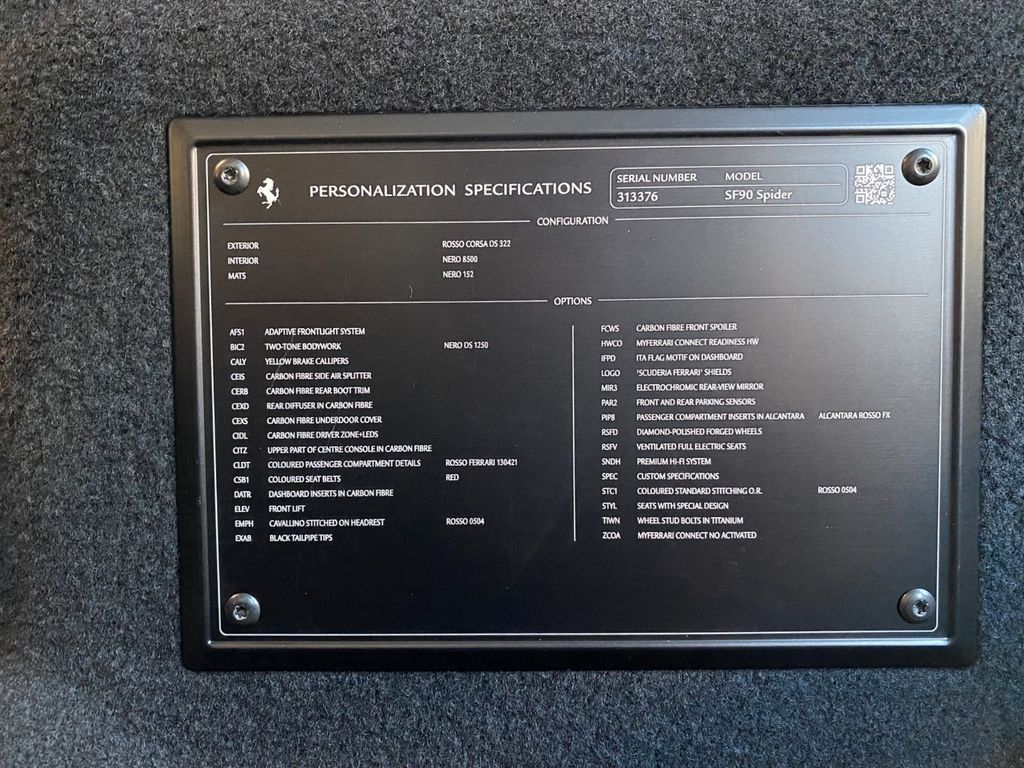 PERSONALIZATION SPECIFICATIONS
SERIAL NUMBER MODEL
313376 SF90 Spider
CONFIGURATION
EXTERIOR ROSSO CORSA DS 322
INTERIOR NERO 8500
MATS NERO 152
OPTIONS
AFS1 ADAPTIVE FRONTLIGHT SYSTEM
BIC2 TWO-TONE BODYWORK NERO DS 1250
CALY YELLOW BRAKE CALLIPERS
CEIS CARBON FIBRE SIDE AIR SPLITTER
CERB CARBON FIBRE REAR BOOT TRIM
CEXD REAR DIFFUSER IN CARBON FIBRE
CEXS CARBON FIBRE UNDERDOOR COVER
CIDL CARBON FIBRE DRIVER ZONE+LEDS
CITZ UPPER PART OF CENTRE CONSOLE IN CARBON FIBRE
CLDT COLOURED PASSENGER COMPARTMENT DETAILS ROSSO FERRARI 130421
CSB1 COLOURED SEAT BELTS RED
DATR DASHBOARD INSERTS IN CARBON FIBRE
ELEV FRONT LIFT
EMPH CAVALLINO STITCHED ON HEADREST ROSSO 0504
EXAB BLACK TAILPIPE TIPS
FCWS CARBON FIBRE FRONT SPOILER
HWCO MYFERRARI CONNECT READINESS HW
IFPD ITA FLAG MOTIF ON DASHBOARD
LOGO 'SCUDERIA FERRARI' SHIELDS
MIR3 ELECTROCHROMIC REAR-VIEW MIRROR
PAR2 FRONT AND REAR PARKING SENSORS
PIP8 PASSENGER COMPARTMENT INSERTS IN ALCANTARA ALCANTARA ROSSO FX
RSFD DIAMOND-POLISHED FORGED WHEELS
RSFV VENTILATED FULL ELECTRIC SEATS
SNDH PREMIUM HI-FI SYSTEM
SPEC CUSTOM SPECIFICATIONS
STC1 COLOURED STANDARD STITCHING O.R. ROSSO 0504
STYL SEATS WITH SPECIAL DESIGN
TIWN WHEEL STUD BOLTS IN TITANIUM
ZCOA MYFERRARI CONNECT NO ACTIVATED